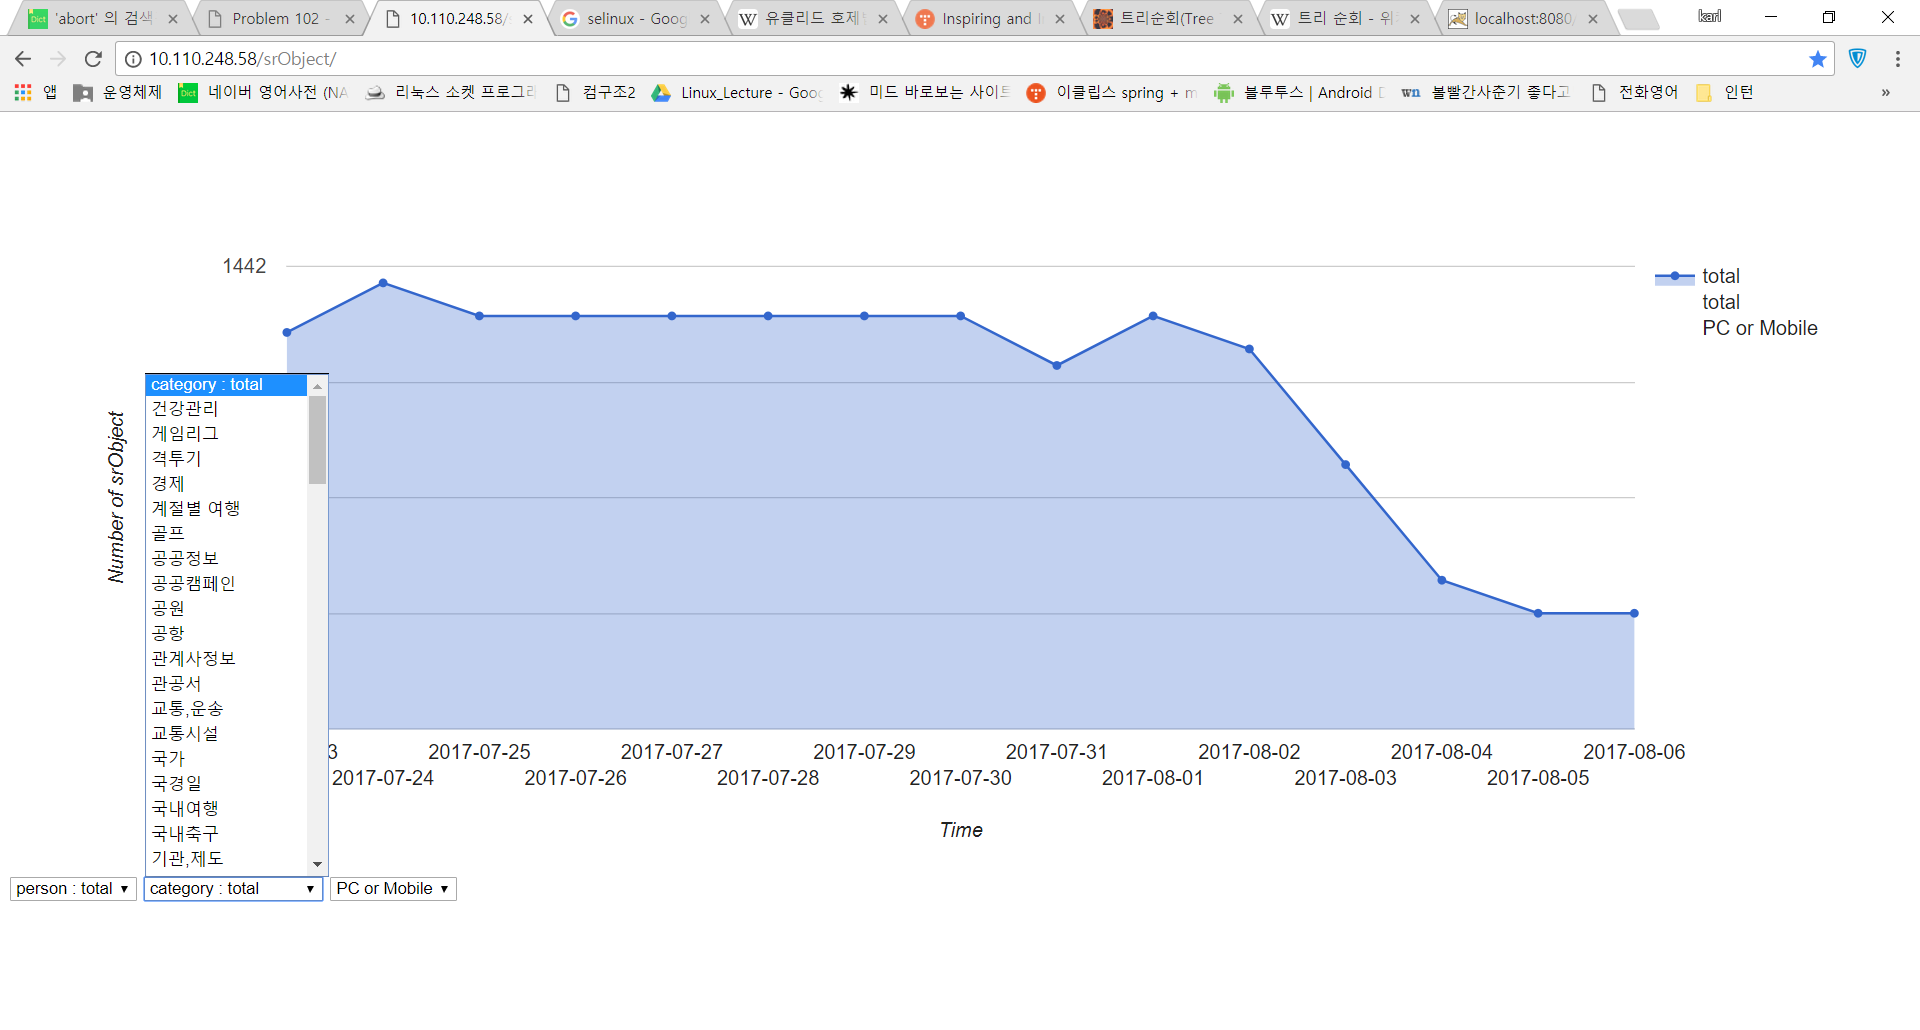 'abort' 의 검색
Problem 102 -
10.110.248.58/
selinux - Goog
유클리드 호제
Inspiring and I
트리순회(Tree
트리 순회 - 위
localhost:8080/
karl
10.110.248.58/srObject/
앱
운영체제
네이버 영어사전 (NA
리눅스 소켓 프로그래
컴구조2
Linux_Lecture - Goo
미드 바로보는 사이트
이클립스 spring + m
블루투스 | Android D
볼빨간사춘기 좋다고
전화영어
인턴
»
1442
total
total
PC or Mobile
Number of srObject
category : total
건강관리
게임리그
격투기
경제
계절별 여행
골프
공공정보
공공캠페인
공원
공항
관계사정보
관공서
교통,운송
교통시설
국가
국경일
국내여행
국내축구
기관,제도
3
2017-07-24
2017-07-25
2017-07-26
2017-07-27
2017-07-28
2017-07-29
2017-07-30
2017-07-31
2017-08-01
2017-08-02
2017-08-03
2017-08-04
2017-08-05
2017-08-06
Time
person : total
category : total
PC or Mobile